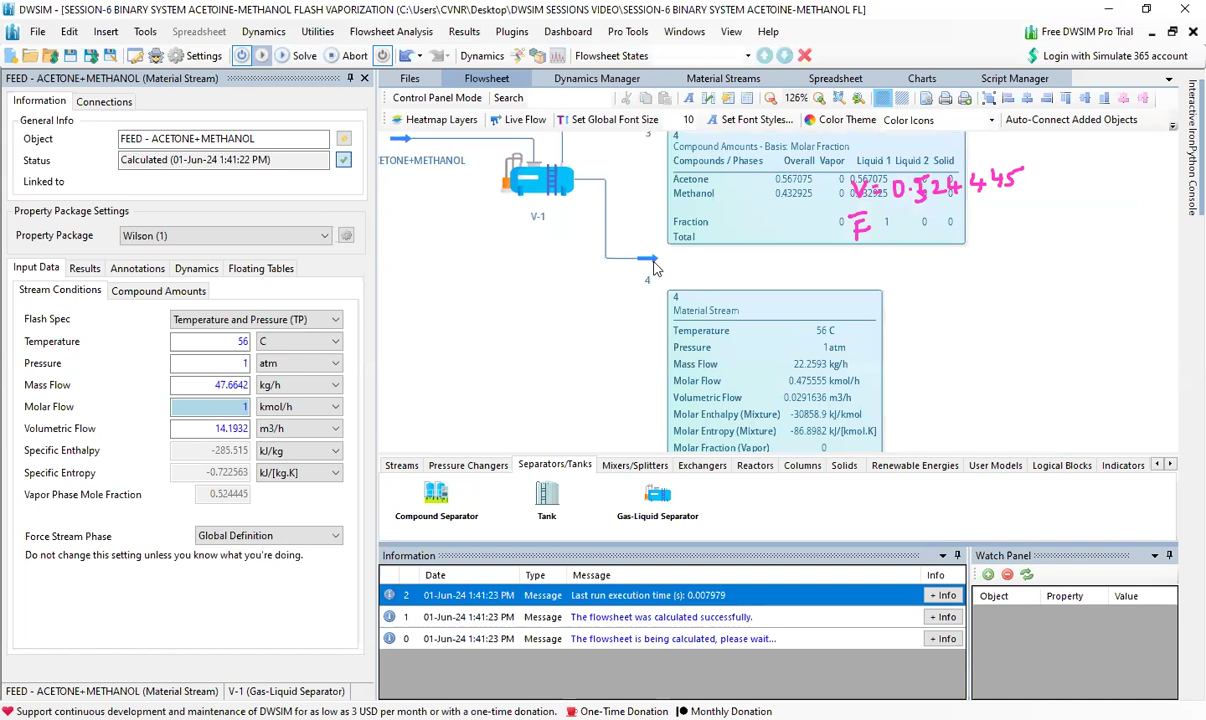 DWSIM - SESSION-6 BINARY SYSTEM ACETOINE-METHANOL FLASH VAPORIZATION (C:\Users\CVNR\Desktop\DWSIM SESSIONS VIDEO\SESSION-6 BINARY SYSTEM ACETOINE-METHANOL FL]
File Edit Insert Tools Spreadsheet Dynamics Utilities Flowsheet Analysis Results Plugins Dashboard Pro Tools Windows View Help Free DWSIM Pro Trial
Settings Solve Abort Dynamics Flowsheet States Login with Simulate 365 account
FEED - ACETONE+METHANOL (Material Stream)
Files Flowsheet Dynamics Manager Material Streams Spreadsheet Charts Script Manager
Information Connections
Control Panel Mode Search 126%
Heatmap Layers Live Flow Set Global Font Size 10 Set Font Styles... Color Theme Color Icons Auto-Connect Added Objects
General Info
Object FEED - ACETONE+METHANOL
Status Calculated (01-Jun-24 1:41:22 PM)
Linked to
Property Package Settings
Property Package Wilson (1)
Input Data Results Annotations Dynamics Floating Tables
Stream Conditions Compound Amounts
Flash Spec Temperature and Pressure (TP)
Temperature 56 C
Pressure 1 atm
Mass Flow 47.6642 kg/h
Molar Flow 1 kmol/h
Volumetric Flow 14.1932 m3/h
Specific Enthalpy -285.515 kJ/kg
Specific Entropy -0.722563 kJ/[kg.K]
Vapor Phase Mole Fraction 0.524445
Force Stream Phase Global Definition
Do not change this setting unless you know what you're doing.
ACETONE+METHANOL
V-1
3
4
4
Compound Amounts - Basis: Molar Fraction
Compounds / Phases Overall Vapor Liquid 1 Liquid 2 Solid
Acetone 0.567075 0 0.567075 0 0
Methanol 0.432925 0 0.432925 0 0
Fraction 0 1 0 0
Total
V = 0.524445
F
4
Material Stream
Temperature 56 C
Pressure 1 atm
Mass Flow 22.2593 kg/h
Molar Flow 0.475555 kmol/h
Volumetric Flow 0.0291636 m3/h
Molar Enthalpy (Mixture) -30858.9 kJ/kmol
Molar Entropy (Mixture) -86.8982 kJ/[kmol.K]
Molar Fraction (Vapor) 0
Streams Pressure Changers Separators/Tanks Mixers/Splitters Exchangers Reactors Columns Solids Renewable Energies User Models Logical Blocks Indicators
Compound Separator Tank Gas-Liquid Separator
Information
Date Type Message Info
2 01-Jun-24 1:41:23 PM Message Last run execution time (s): 0.007979 + Info
1 01-Jun-24 1:41:23 PM Message The flowsheet was calculated successfully. + Info
0 01-Jun-24 1:41:23 PM Message The flowsheet is being calculated, please wait... + Info
Watch Panel
Object Property Value
Interactive IronPython Console
FEED - ACETONE+METHANOL (Material Stream) V-1 (Gas-Liquid Separator)
Support continuous development and maintenance of DWSIM for as low as 3 USD per month or with a one-time donation. One-Time Donation Monthly Donation